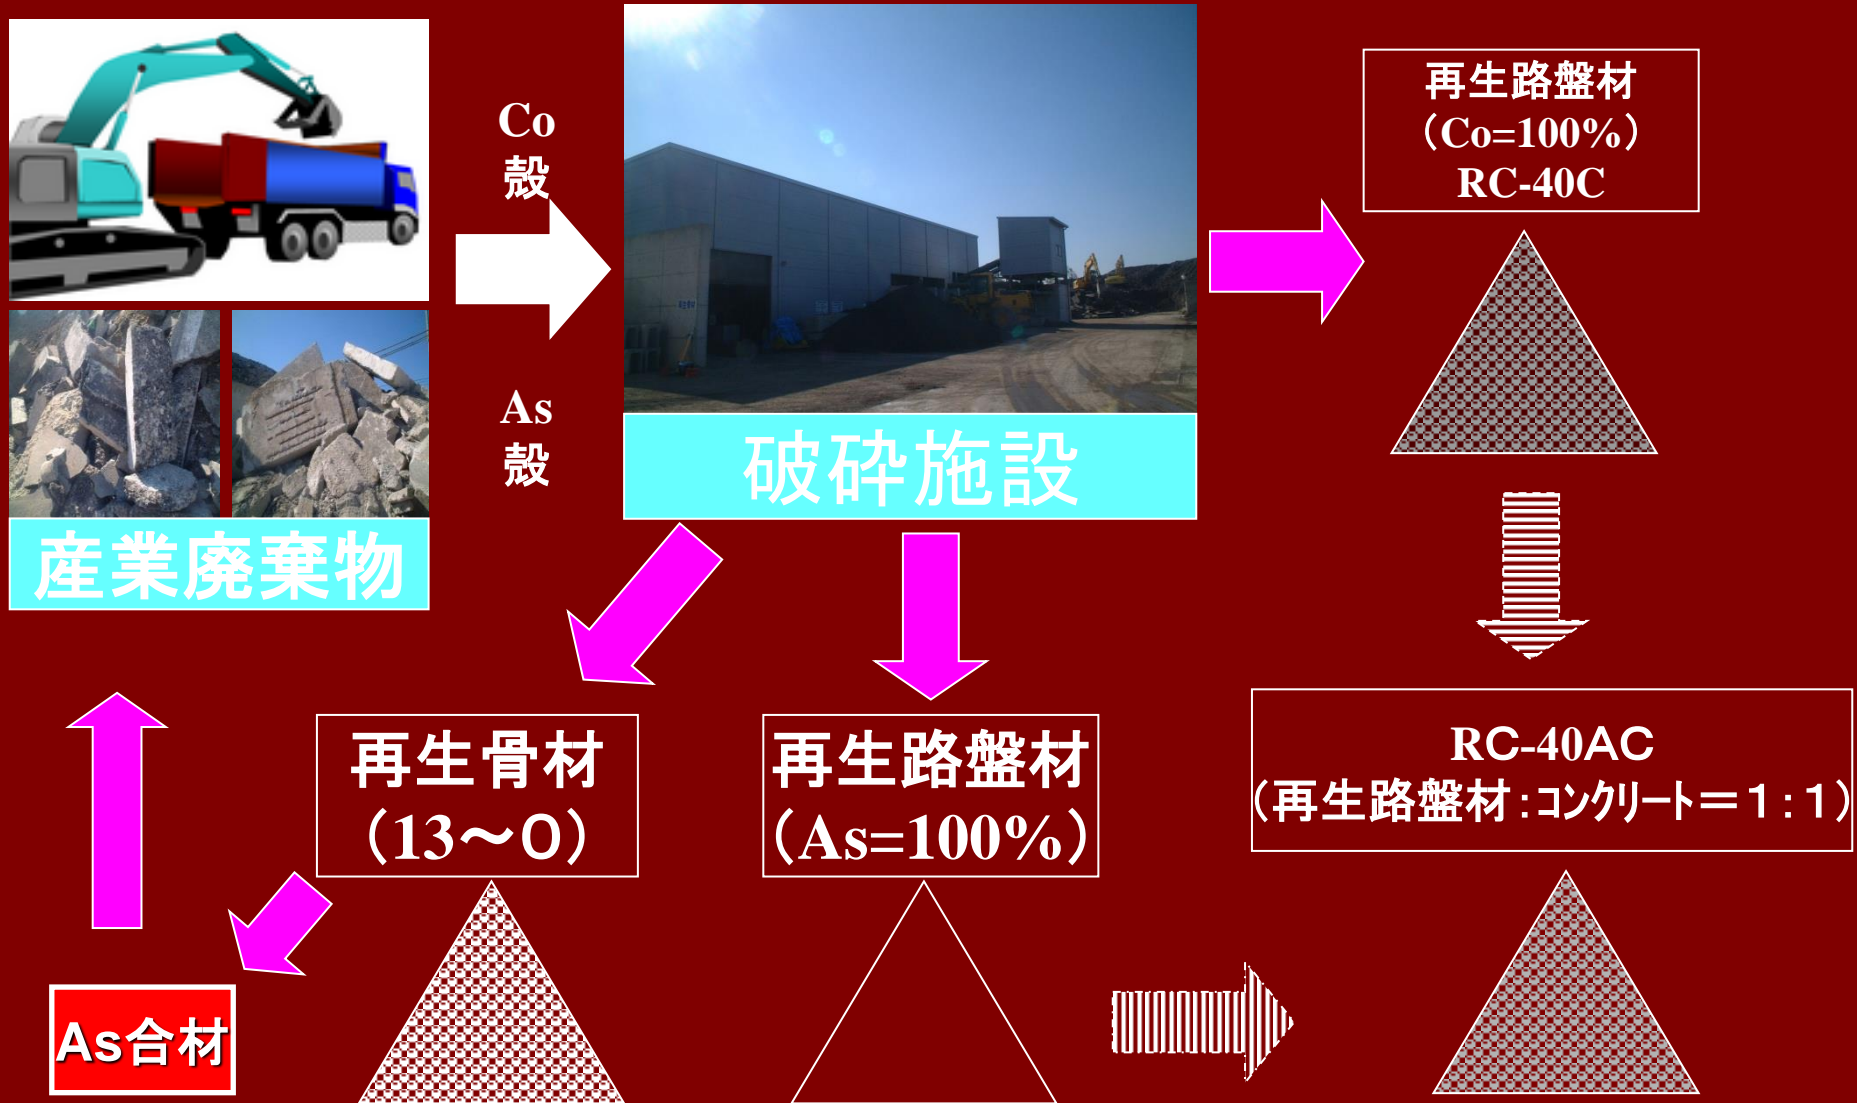 Co
殻
As
殻
産業廃棄物
破砕施設
再生路盤材
（Co=100%）
RC-40C
再生骨材
（13～0）
再生路盤材
（As=100%）
RC-40AC
（再生路盤材：コンクリート＝１：１）
As合材